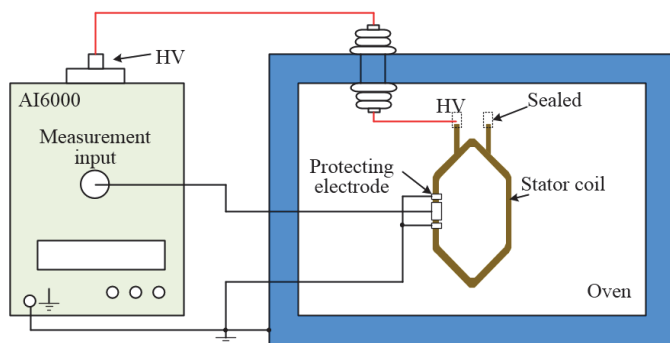 HV
AI6000
Measurement
input
HV
Sealed
Protecting
electrode
Stator coil
Oven